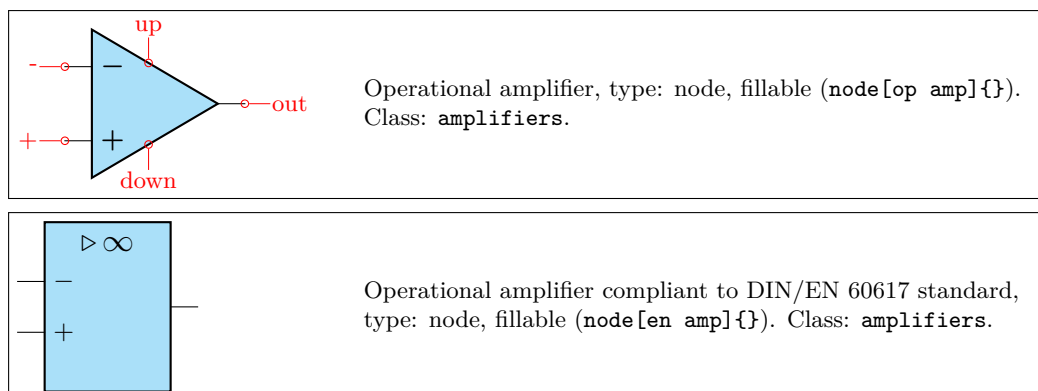 up
-
−
out
+
+
down
Operational amplifier, type: node, fillable (node[op amp]{}).
Class: amplifiers.
▷ ∞
−
+
Operational amplifier compliant to DIN/EN 60617 standard,
type: node, fillable (node[en amp]{}). Class: amplifiers.